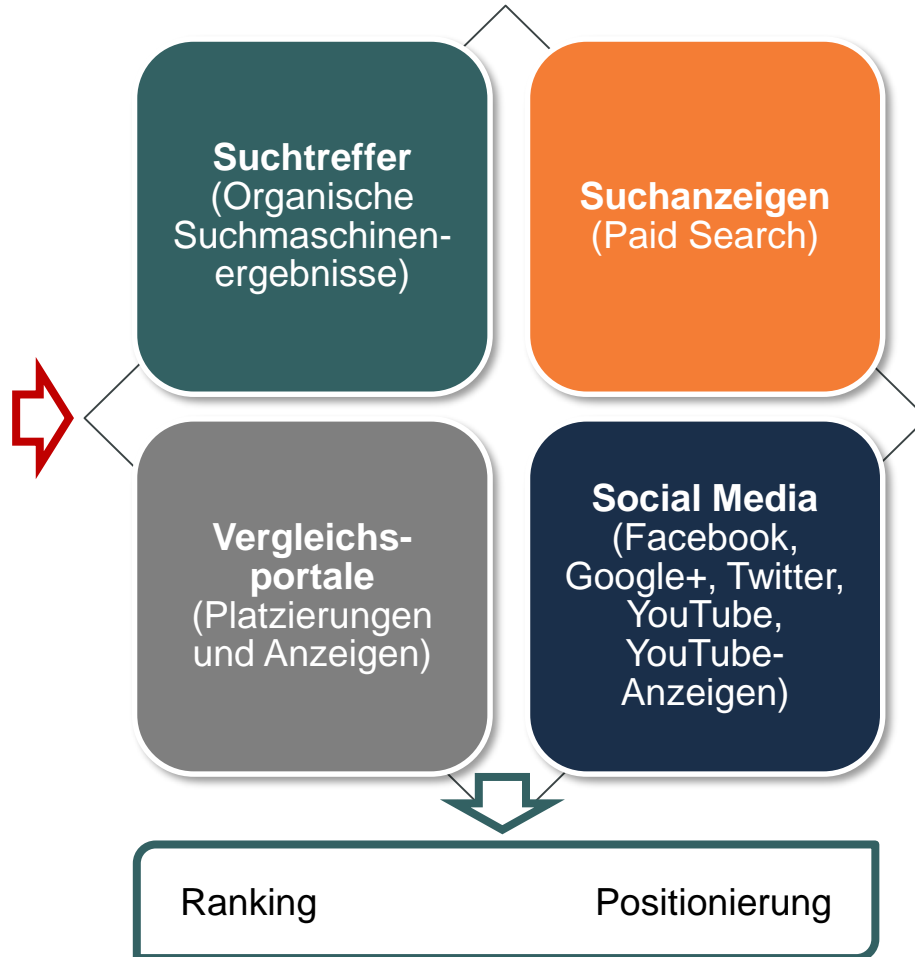 Suchtreffer
(Organische
Suchmaschinen-
ergebnisse)
Suchanzeigen
(Paid Search)
Vergleichs-
portale
(Platzierungen
und Anzeigen)
Social Media
(Facebook,
Google+, Twitter,
YouTube,
YouTube-
Anzeigen)
Ranking
Positionierung